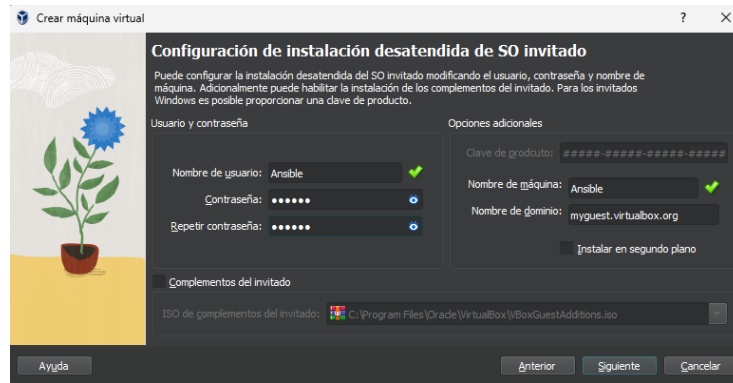 Crear máquina virtual
Configuración de instalación desatendida de SO invitado
Puede configurar la instalación desatendida del SO invitado modificando el usuario, contraseña y nombre de
máquina. Adicionalmente puede habilitar la instalación de los complementos del invitado. Para los invitados
Windows es posible proporcionar una clave de producto.
Usuario y contraseña
Nombre de usuario: Ansible
Contraseña: ●●●●●●
Repetir contraseña: ●●●●●●
Opciones adicionales
Clave de prodcuto: #####-#####-#####-#####-#####
Nombre de máquina: Ansible
Nombre de dominio: myguest.virtualbox.org
Instalar en segundo plano
Complementos del invitado
ISO de complementos del invitado: C:\Program Files\Oracle\VirtualBox\VBoxGuestAdditions.iso
Ayuda
Anterior
Siguiente
Cancelar